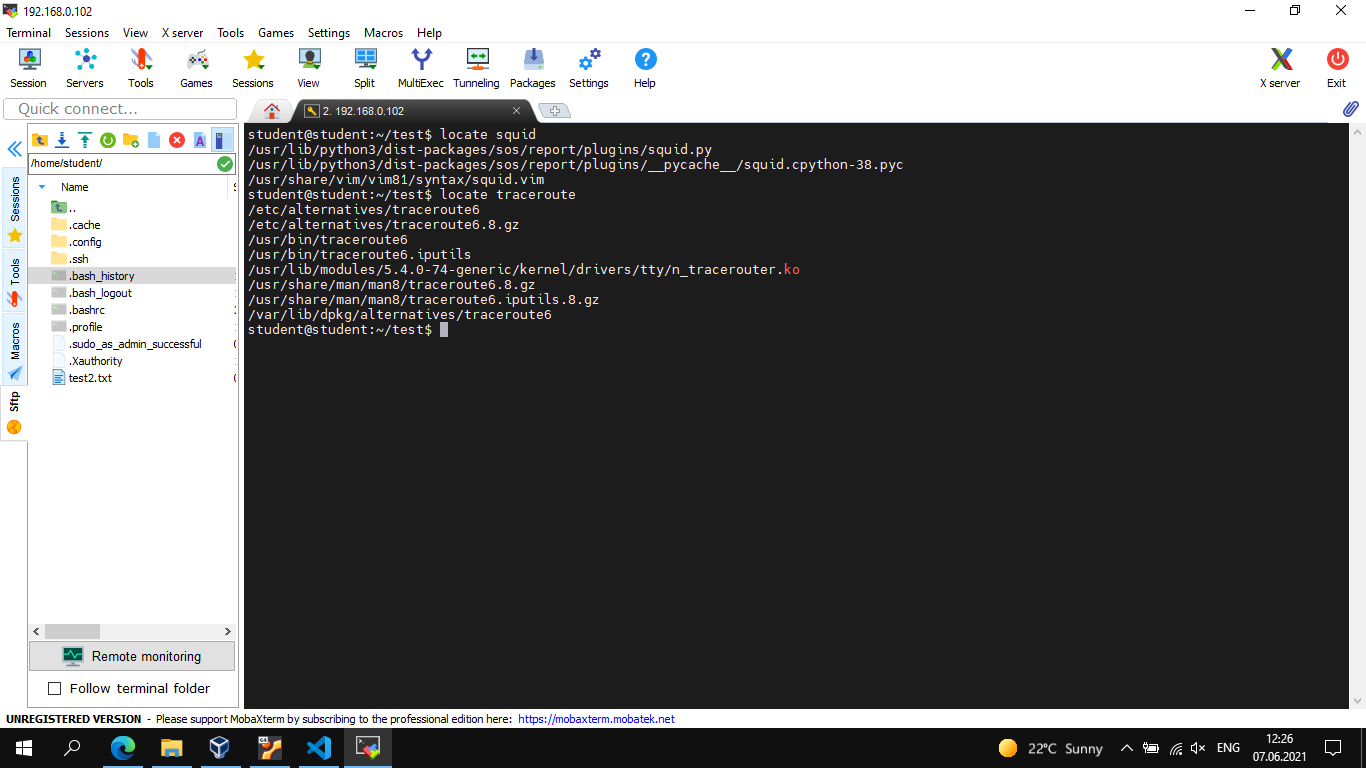 192.168.0.102
Terminal Sessions View X server Tools Games Settings Macros Help
Session Servers Tools Games Sessions View Split MultiExec Tunneling Packages Settings Help X server Exit
Quick connect...
2. 192.168.0.102
/home/student/
Name
..
.cache
.config
.ssh
.bash_history
.bash_logout
.bashrc
.profile
.sudo_as_admin_successful
.Xauthority
test2.txt
Sessions
Tools
Macros
Sftp
Remote monitoring
Follow terminal folder
student@student:~/test$ locate squid
/usr/lib/python3/dist-packages/sos/report/plugins/squid.py
/usr/lib/python3/dist-packages/sos/report/plugins/__pycache__/squid.cpython-38.pyc
/usr/share/vim/vim81/syntax/squid.vim
student@student:~/test$ locate traceroute
/etc/alternatives/traceroute6
/etc/alternatives/traceroute6.8.gz
/usr/bin/traceroute6
/usr/bin/traceroute6.iputils
/usr/lib/modules/5.4.0-74-generic/kernel/drivers/tty/n_tracerouter.ko
/usr/share/man/man8/traceroute6.8.gz
/usr/share/man/man8/traceroute6.iputils.8.gz
/var/lib/dpkg/alternatives/traceroute6
student@student:~/test$
UNREGISTERED VERSION - Please support MobaXterm by subscribing to the professional edition here: https://mobaxterm.mobatek.net
22°C Sunny
ENG
12:26
07.06.2021